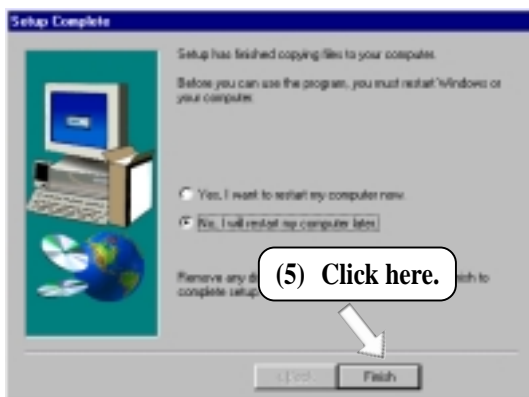 Setup Complete
Setup has finished copying files to your computer.
Before you can use the program, you must restart Windows or
your computer.
Yes, I want to restart my computer now.
No, I will restart my computer later.
(5) Click here.
Remove any
complete setup
to
Finish